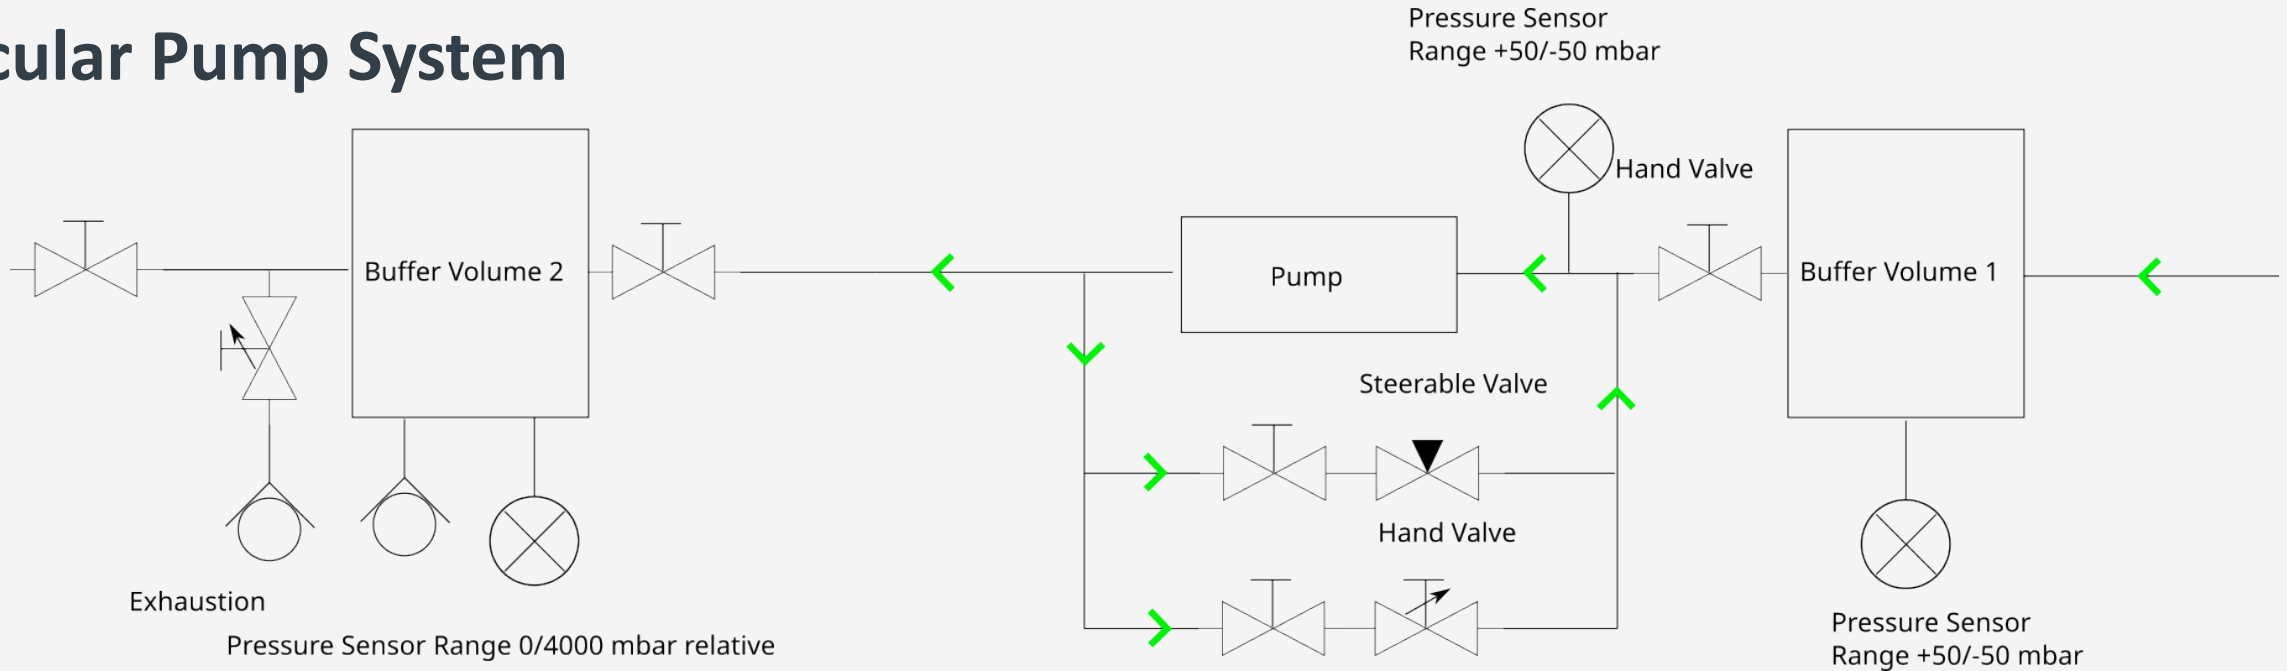 cular Pump System
Pressure Sensor
Range +50/-50 mbar
Hand Valve
Buffer Volume 2
Pump
Buffer Volume 1
Steerable Valve
Hand Valve
Exhaustion
Pressure Sensor Range 0/4000 mbar relative
Pressure Sensor
Range +50/-50 mbar